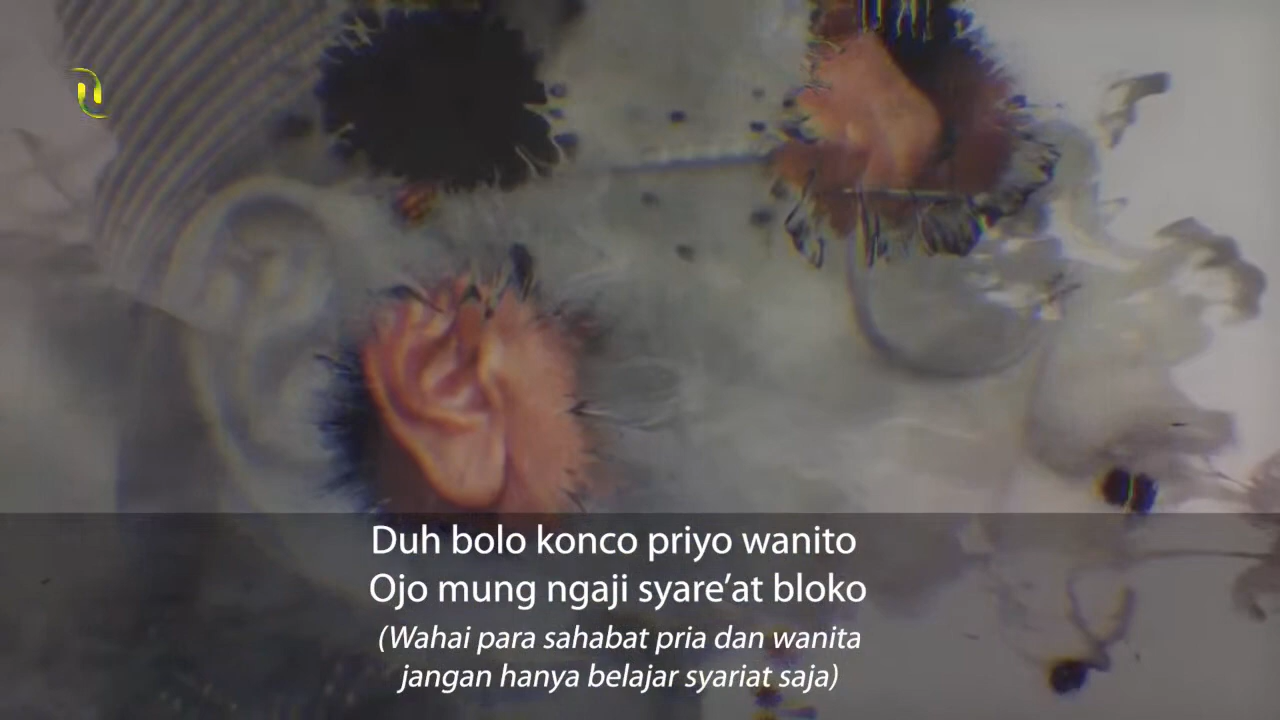 Duh bolo konco priyo wanito
Ojo mung ngaji syare’at bloko
(Wahai para sahabat pria dan wanita
jangan hanya belajar syariat saja)